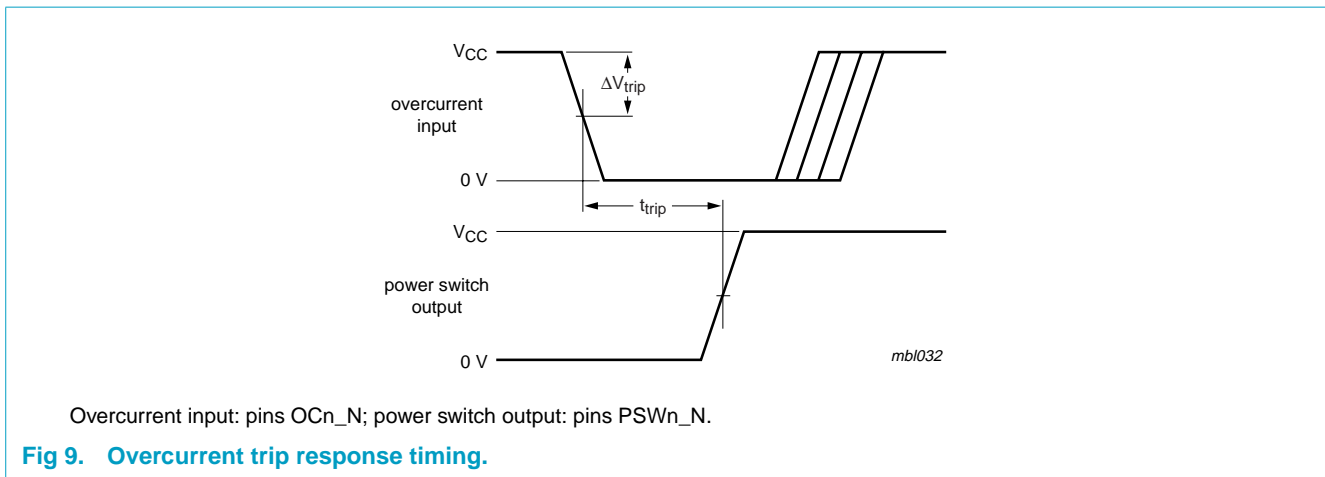 VCC
ΔVtrip
overcurrent
input
0 V
ttrip
VCC
power switch
output
0 V
mbl032
Overcurrent input: pins OCn_N; power switch output: pins PSWn_N.
Fig 9. Overcurrent trip response timing.